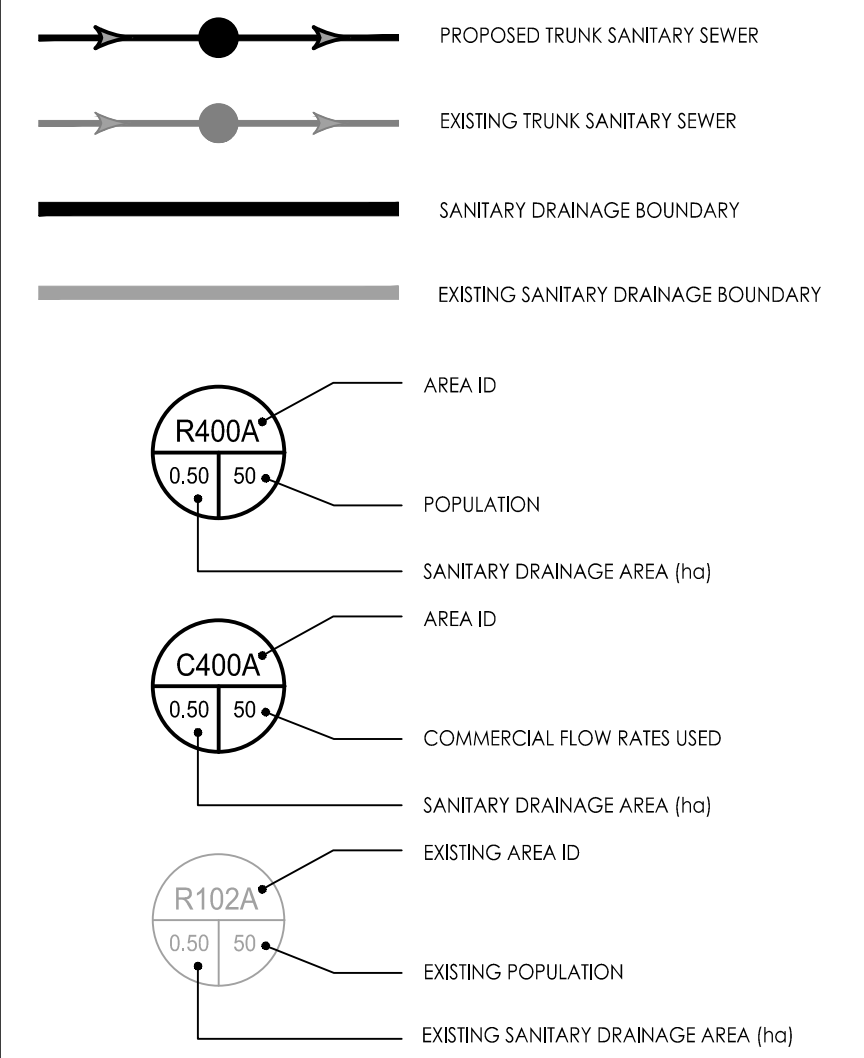 PROPOSED TRUNK SANITARY SEWER
EXISTING TRUNK SANITARY SEWER
SANITARY DRAINAGE BOUNDARY
EXISTING SANITARY DRAINAGE BOUNDARY
AREA ID
R400A
0.50 50
POPULATION
SANITARY DRAINAGE AREA (ha)
AREA ID
C400A
0.50 50
COMMERCIAL FLOW RATES USED
SANITARY DRAINAGE AREA (ha)
EXISTING AREA ID
R102A
0.50 50
EXISTING POPULATION
EXISTING SANITARY DRAINAGE AREA (ha)